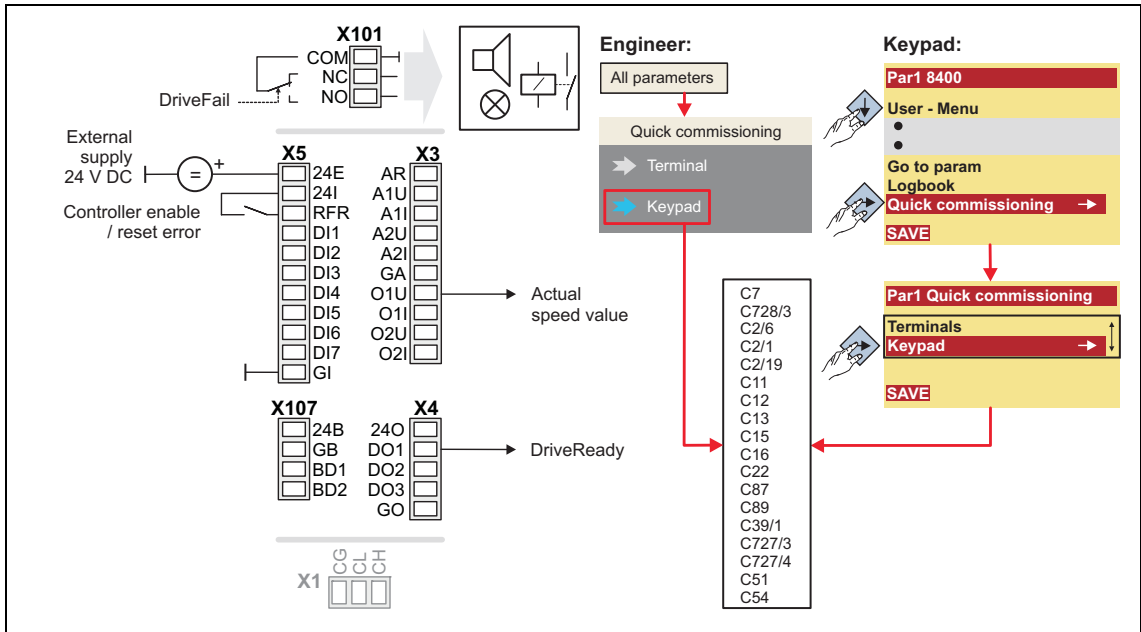 X101
COM
NC
NO
DriveFail
External
supply
24 V DC
=
+
Controller enable
/ reset error
X5
24E
24I
RFR
DI1
DI2
DI3
DI4
DI5
DI6
DI7
GI
X3
AR
A1U
A1I
A2U
A2I
GA
O1U
O1I
O2U
O2I
Actual
speed value
X107
24B
GB
BD1
BD2
X4
24O
DO1
DO2
DO3
GO
DriveReady
X1
CG
CL
CH
Engineer:
All parameters
Quick commissioning
Terminal
Keypad
C7
C728/3
C2/6
C2/1
C2/19
C11
C12
C13
C15
C16
C22
C87
C89
C39/1
C727/3
C727/4
C51
C54
Keypad:
Par1 8400
User - Menu
Go to param
Logbook
Quick commissioning
SAVE
Par1 Quick commissioning
Terminals
Keypad
SAVE